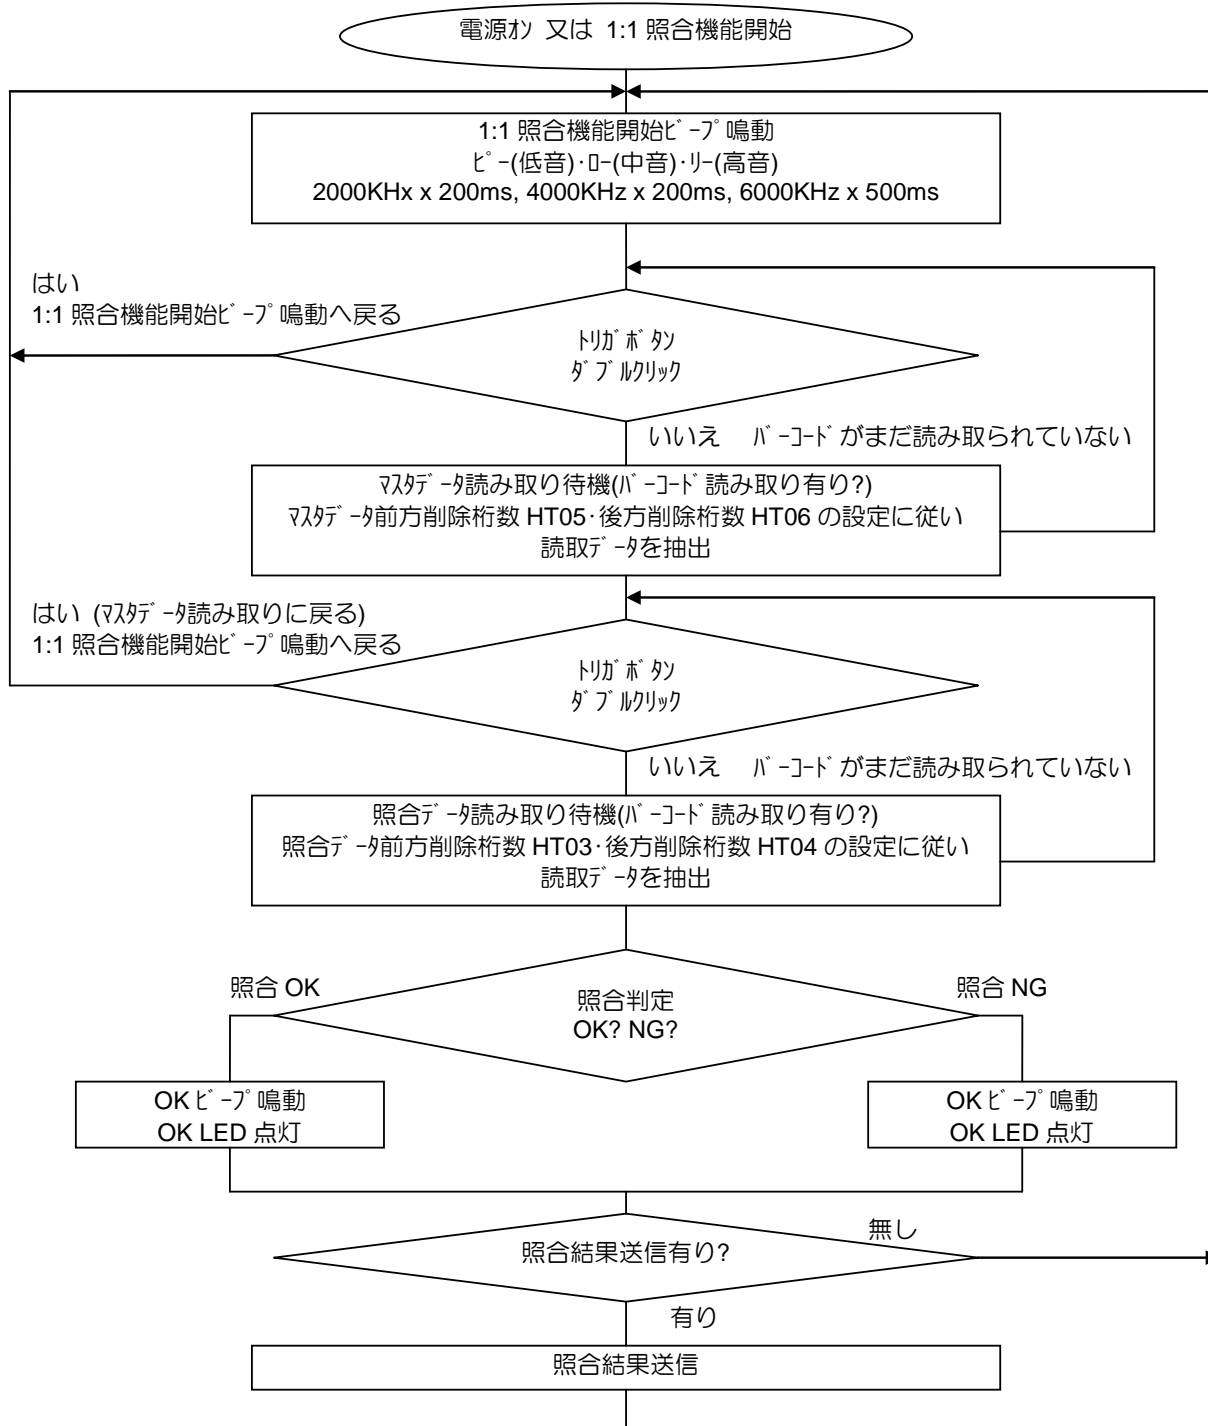 電源ｵﾝ 又は 1:1 照合機能開始
1:1 照合機能開始ﾋﾞｰﾌﾟ鳴動
ﾋﾟｰ(低音)･ﾛｰ(中音)･ﾘｰ(高音)
2000KHx x 200ms, 4000KHz x 200ms, 6000KHz x 500ms
はい
1:1 照合機能開始ﾋﾞｰﾌﾟ鳴動へ戻る
ﾄﾘｶﾞﾎﾞﾀﾝ
ﾀﾞﾌﾞﾙｸﾘｯｸ
いいえ　ﾊﾞｰｺｰﾄﾞがまだ読み取られていない
ﾏｽﾀﾃﾞｰﾀ読み取り待機(ﾊﾞｰｺｰﾄﾞ読み取り有り?)
ﾏｽﾀﾃﾞｰﾀ前方削除桁数 HT05･後方削除桁数 HT06 の設定に従い
読取ﾃﾞｰﾀを抽出
はい (ﾏｽﾀﾃﾞｰﾀ読み取りに戻る)
1:1 照合機能開始ﾋﾞｰﾌﾟ鳴動へ戻る
ﾄﾘｶﾞﾎﾞﾀﾝ
ﾀﾞﾌﾞﾙｸﾘｯｸ
いいえ　ﾊﾞｰｺｰﾄﾞがまだ読み取られていない
照合ﾃﾞｰﾀ読み取り待機(ﾊﾞｰｺｰﾄﾞ読み取り有り?)
照合ﾃﾞｰﾀ前方削除桁数 HT03･後方削除桁数 HT04 の設定に従い
読取ﾃﾞｰﾀを抽出
照合 OK
照合判定
OK? NG?
照合 NG
OK ﾋﾞｰﾌﾟ鳴動
OK LED 点灯
OK ﾋﾞｰﾌﾟ鳴動
OK LED 点灯
照合結果送信有り?
無し
有り
照合結果送信